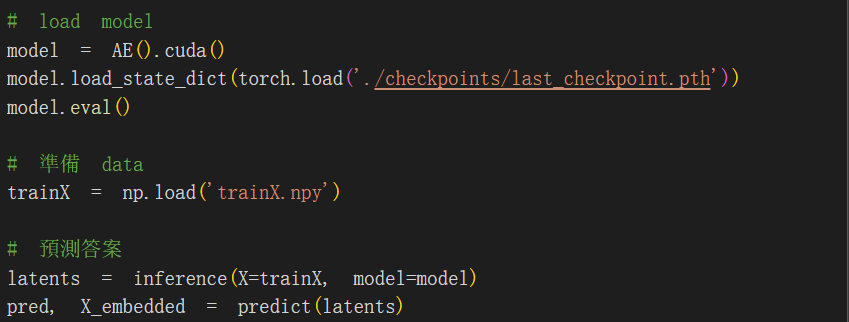 # load model
model = AE().cuda()
model.load_state_dict(torch.load('./checkpoints/last_checkpoint.pth'))
model.eval()
# 準備 data
trainX = np.load('trainX.npy')
# 預測答案
latents = inference(X=trainX, model=model)
pred, X_embedded = predict(latents)